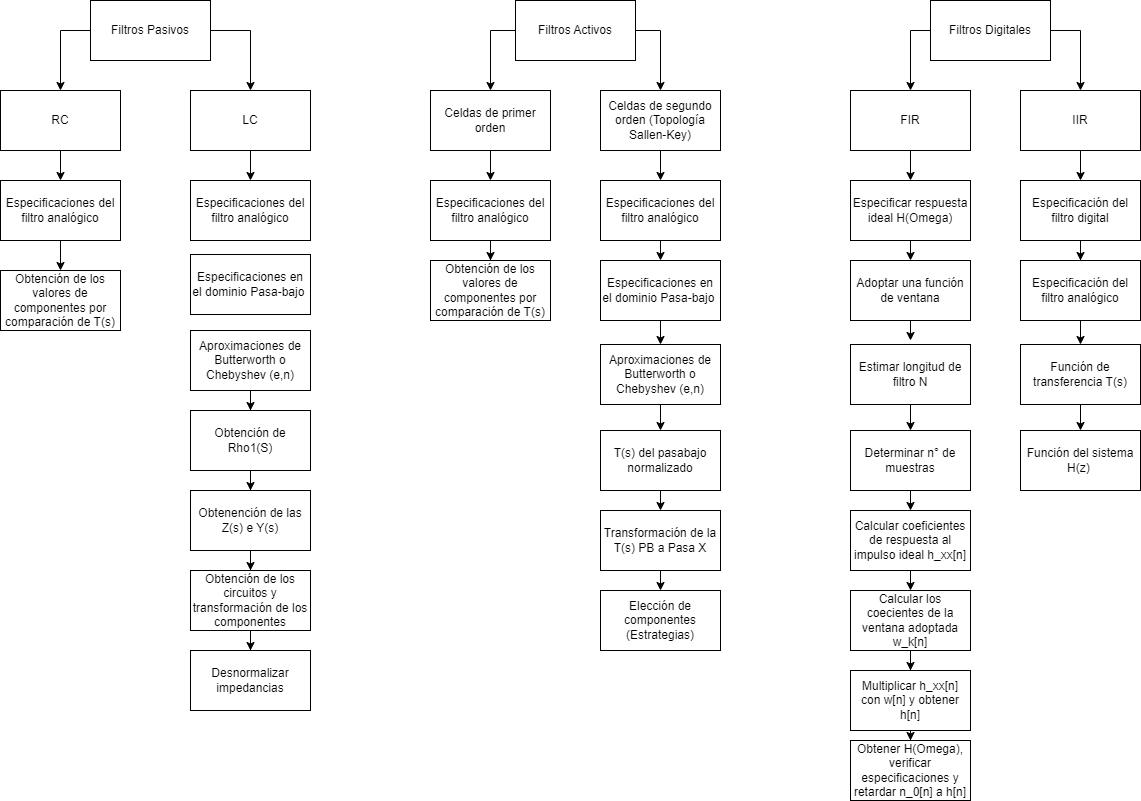 Filtros Pasivos
RC
Especificaciones del
filtro analógico
Obtención de los
valores de
componentes por
comparación de T(s)
LC
Especificaciones del
filtro analógico
Especificaciones en
el dominio Pasa-bajo
Aproximaciones de
Butterworth o
Chebyshev (e,n)
Obtención de
Rho1(S)
Obtenención de las
Z(s) e Y(s)
Obtención de los
circuitos y
transformación de los
componentes
Desnormalizar
impedancias
Filtros Activos
Celdas de primer
orden
Especificaciones del
filtro analógico
Obtención de los
valores de
componentes por
comparación de T(s)
Celdas de segundo
orden (Topología
Sallen-Key)
Especificaciones del
filtro analógico
Especificaciones en
el dominio Pasa-bajo
Aproximaciones de
Butterworth o
Chebyshev (e,n)
T(s) del pasabajo
normalizado
Transformación de la
T(s) PB a Pasa X
Elección de
componentes
(Estrategias)
Filtros Digitales
FIR
Especificar respuesta
ideal H(Omega)
Adoptar una función
de ventana
Estimar longitud de
filtro N
Determinar n° de
muestras
Calcular coeficientes
de respuesta al
impulso ideal h_xx[n]
Calcular los
coecientes de la
ventana adoptada
w_k[n]
Multiplicar h_xx[n]
con w[n] y obtener
h[n]
Obtener H(Omega),
verificar
especificaciones y
retardar n_0[n] a h[n]
IIR
Especificación del
filtro digital
Especificación del
filtro analógico
Función de
transferencia T(s)
Función del sistema
H(z)